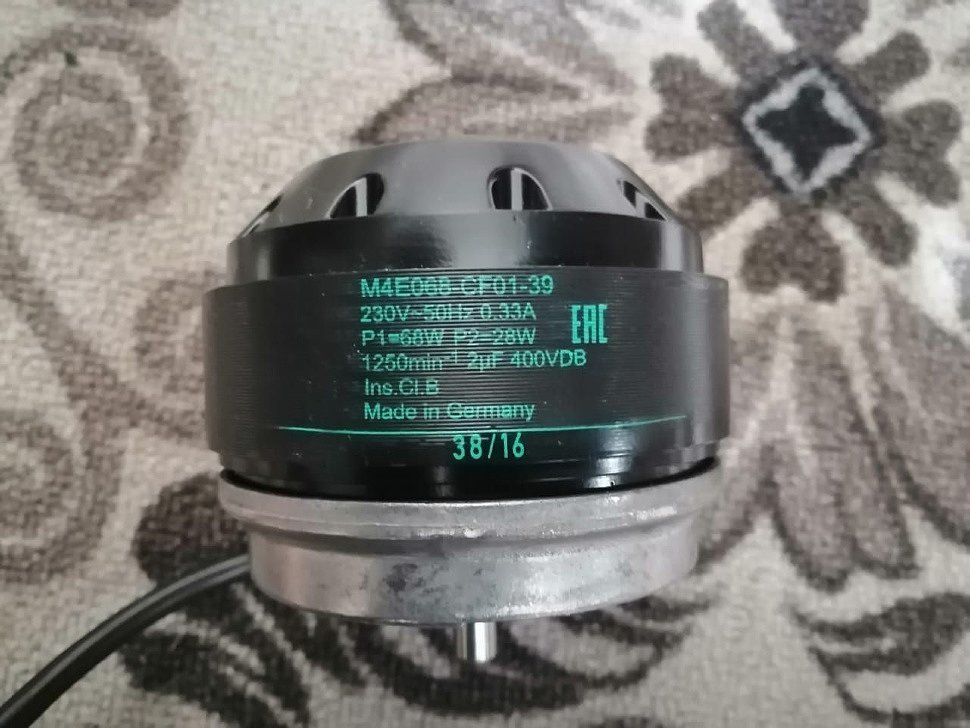 M4E068-CF01-39
230V~50Hz 0.33A
P1=68W P2=28W
EAC
1250min⁻¹ 2µF 400VDB
Ins.Cl.B
Made in Germany
38/16